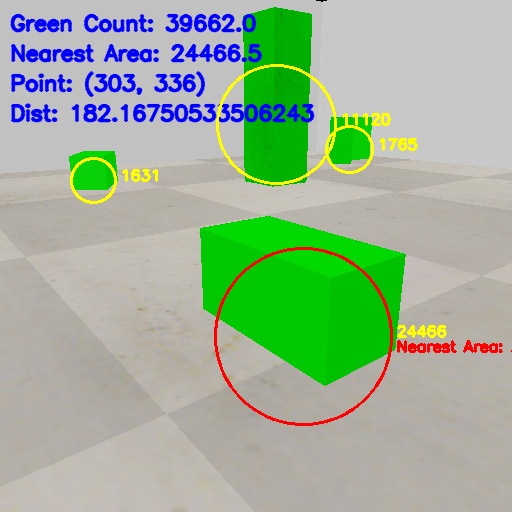 Green Count: 39662.0
Nearest Area: 24466.5
Point: (303, 336)
Dist: 182.16750533506243
11120
1765
1631
24466
Nearest Area: